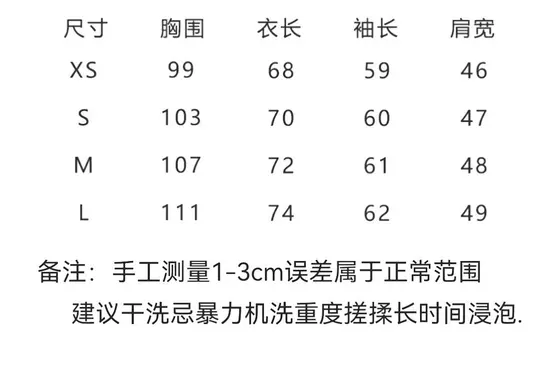 尺寸 胸围 衣长 袖长 肩宽
XS 99 68 59 46
S 103 70 60 47
M 107 72 61 48
L 111 74 62 49
备注：手工测量1-3cm误差属于正常范围
建议干洗忌暴力机洗重度搓揉长时间浸泡.